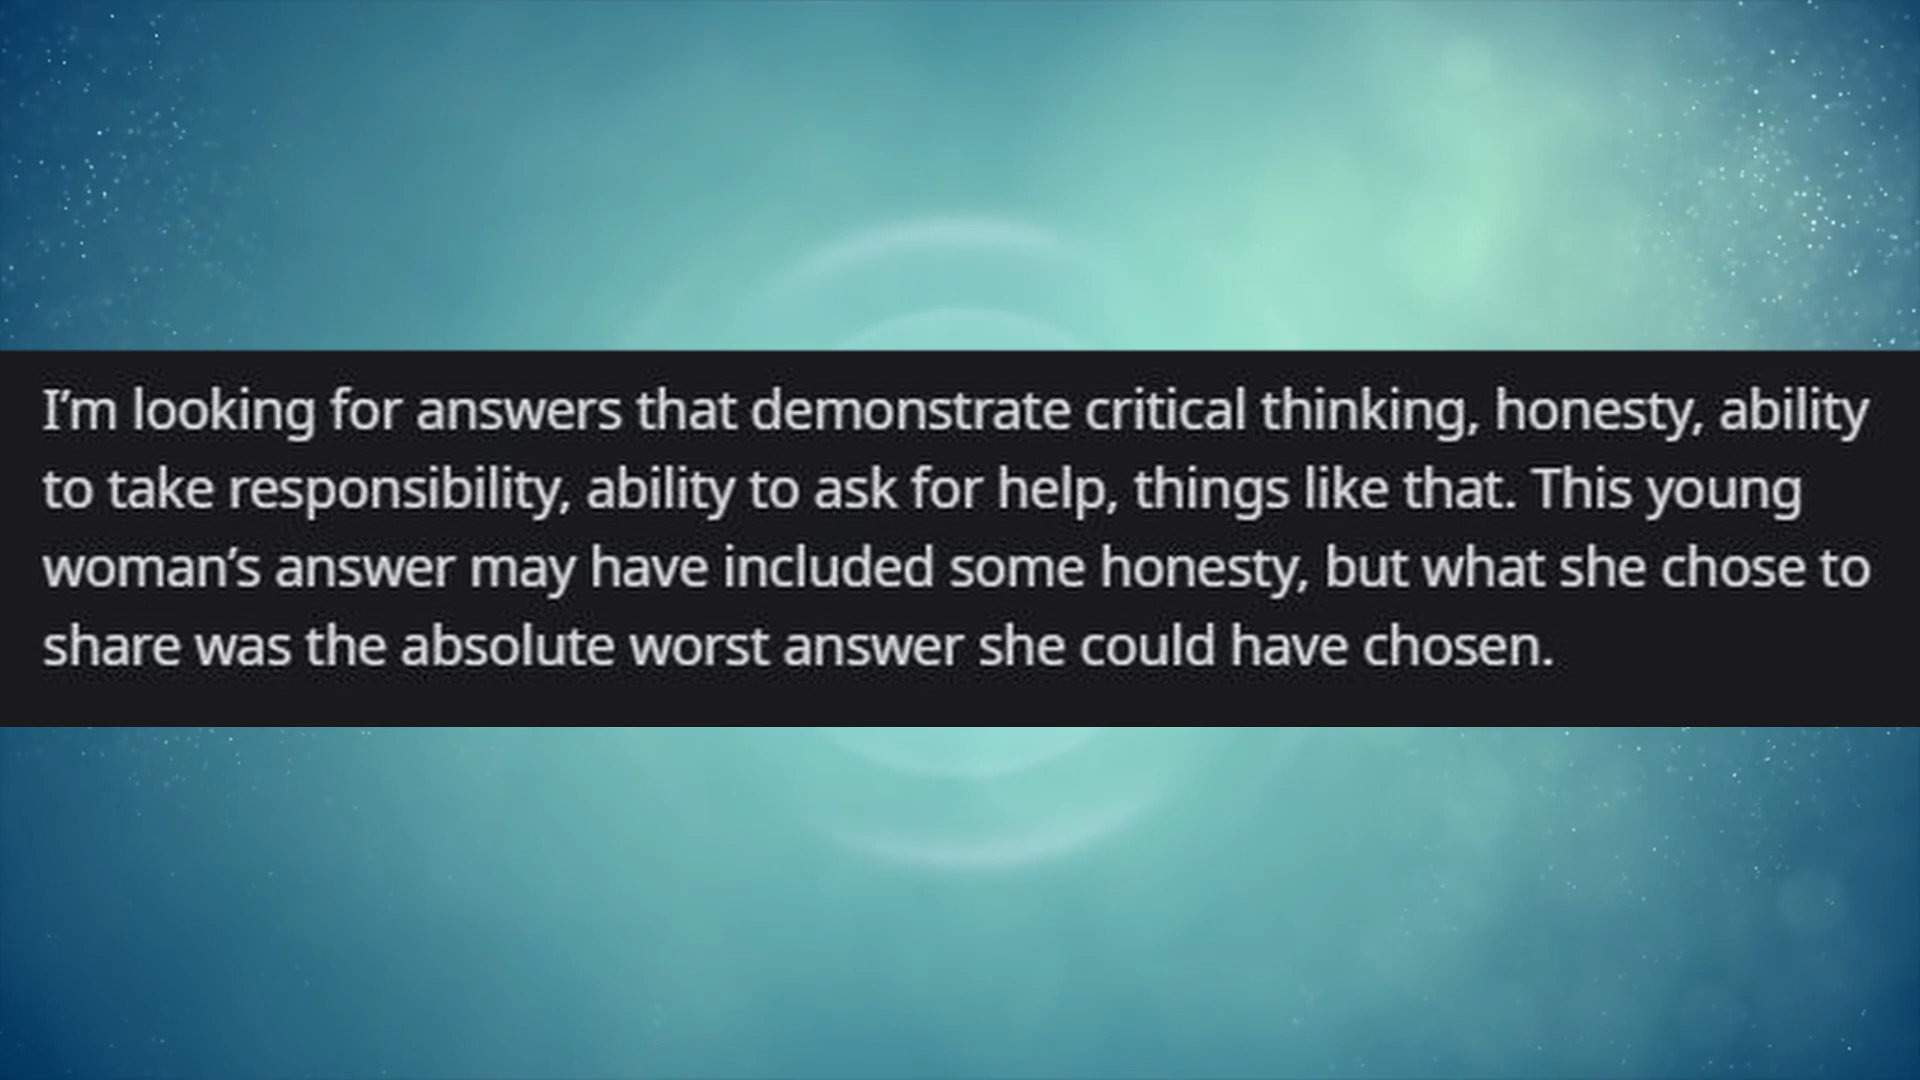 I’m looking for answers that demonstrate critical thinking, honesty, ability
to take responsibility, ability to ask for help, things like that. This young
woman’s answer may have included some honesty, but what she chose to
share was the absolute worst answer she could have chosen.